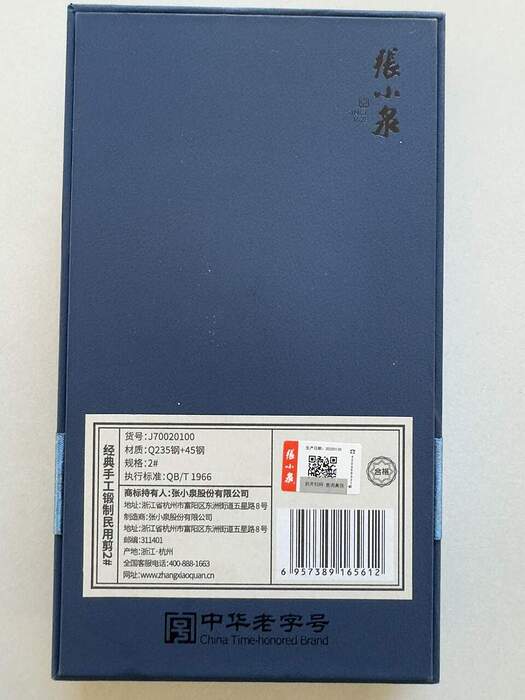 張小泉
SINCE
1628
经典手工锻制民用剪2#
货号:J70020100
材质:Q235钢+45钢
规格:2#
执行标准:QB/T 1966
商标持有人:张小泉股份有限公司
地址:浙江省杭州市富阳区东洲街道五星路8号
制造商:张小泉股份有限公司
地址:浙江省杭州市富阳区东洲街道五星路8号
邮编:311401
产地:浙江·杭州
全国客服电话:400-888-1663
网址:www.zhangxiaoquan.cn
張小泉
合格
6 957389 165612
中华老字号
China Time-honored Brand